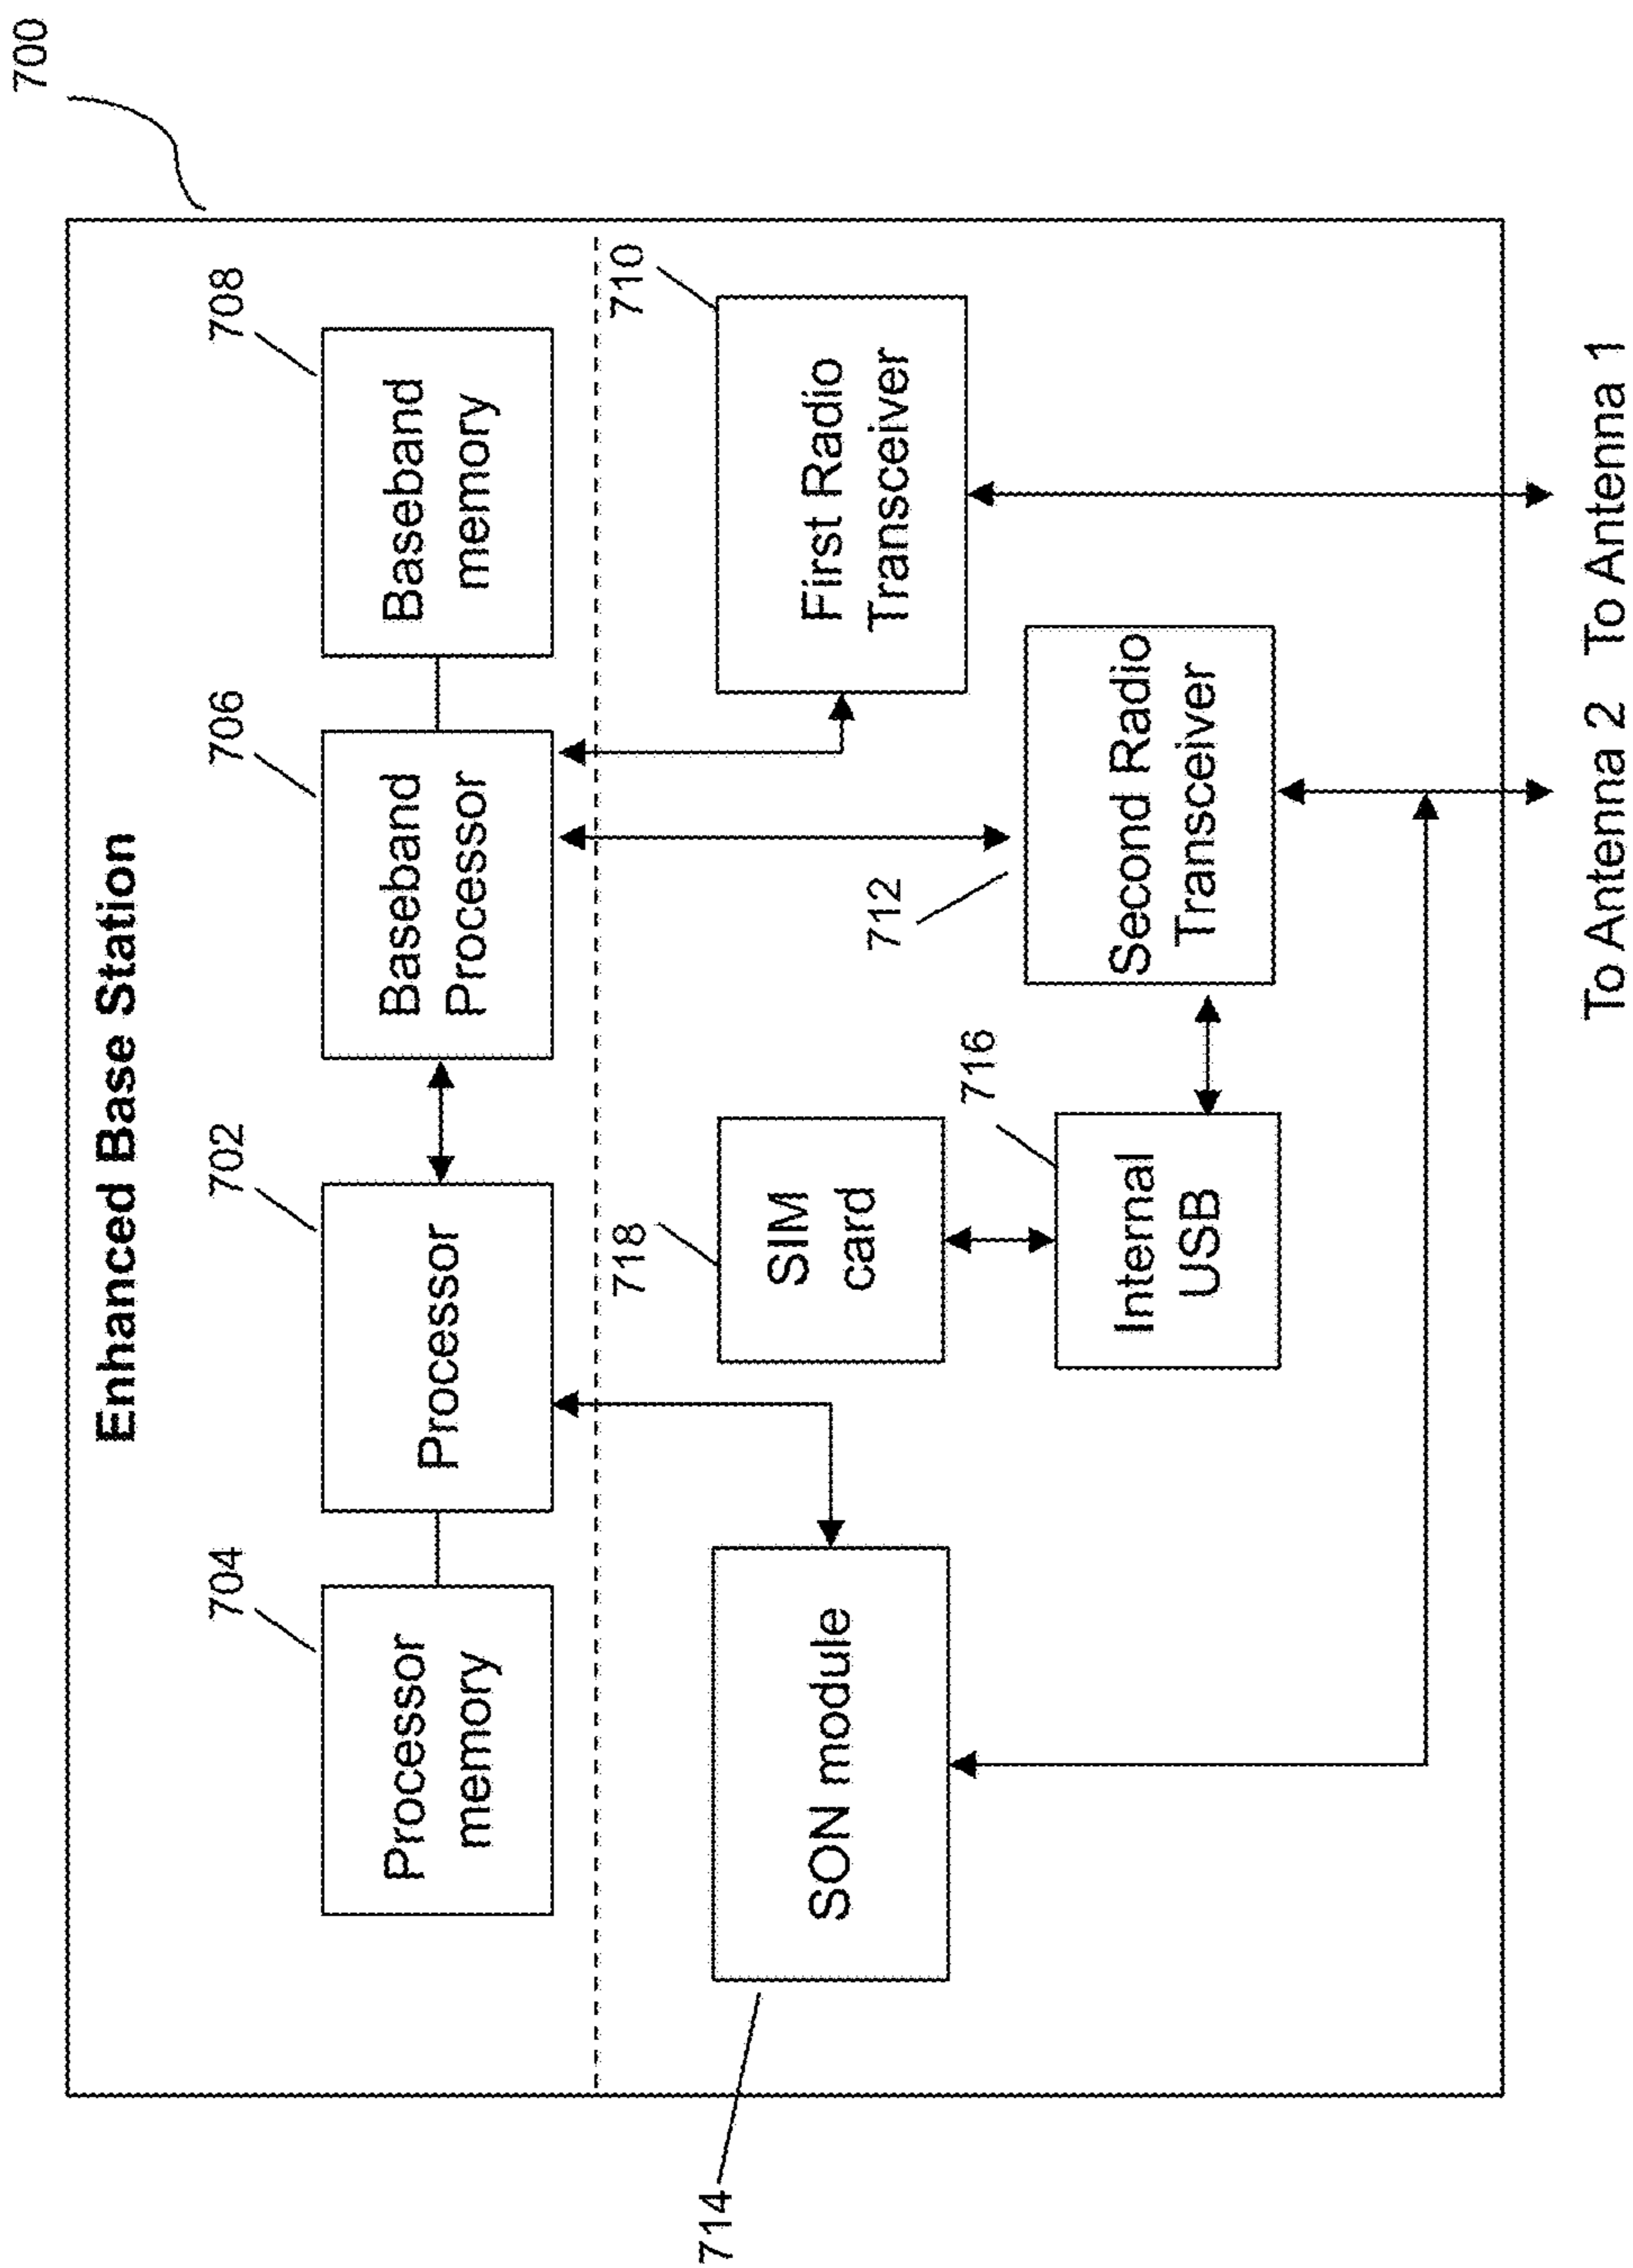 700
Enhanced Base Station
704
702
706
708
Processor
memory
Processor
Baseband
Processor
Baseband
memory
714
718
712
710
SON module
SIM
card
First Radio
Transceiver
716
Internal
USB
Second Radio
Transceiver
To Antenna 2
To Antenna 1